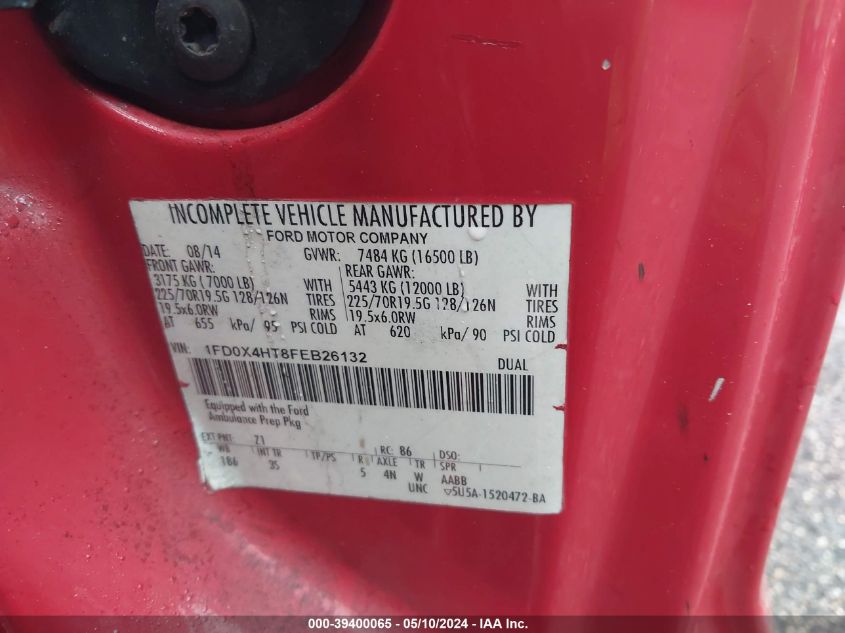 INCOMPLETE VEHICLE MANUFACTURED BY
FORD MOTOR COMPANY
DATE: 08/14 GVWR: 7484 KG (16500 LB)
FRONT GAWR: REAR GAWR:
3175 KG (7000 LB) WITH 5443 KG (12000 LB) WITH
225/70R19.5G 128/126N TIRES 225/70R19.5G 128/126N TIRES
19.5x6.0RW RIMS 19.5x6.0RW RIMS
AT 655 kPa/ 95 PSI COLD AT 620 kPa/ 90 PSI COLD
VIN: 1FD0X4HT8FEB26132 DUAL
Equipped with the Ford
Ambulance Prep Pkg
EXT PNT: Z1 RC: 86 DSO:
WB INT TR TP/PS R AXLE TR SPR
186 3S 5 4N W AABB
UNC ▽5U5A-1520472-BA
000-39400065 - 05/10/2024 - IAA Inc.